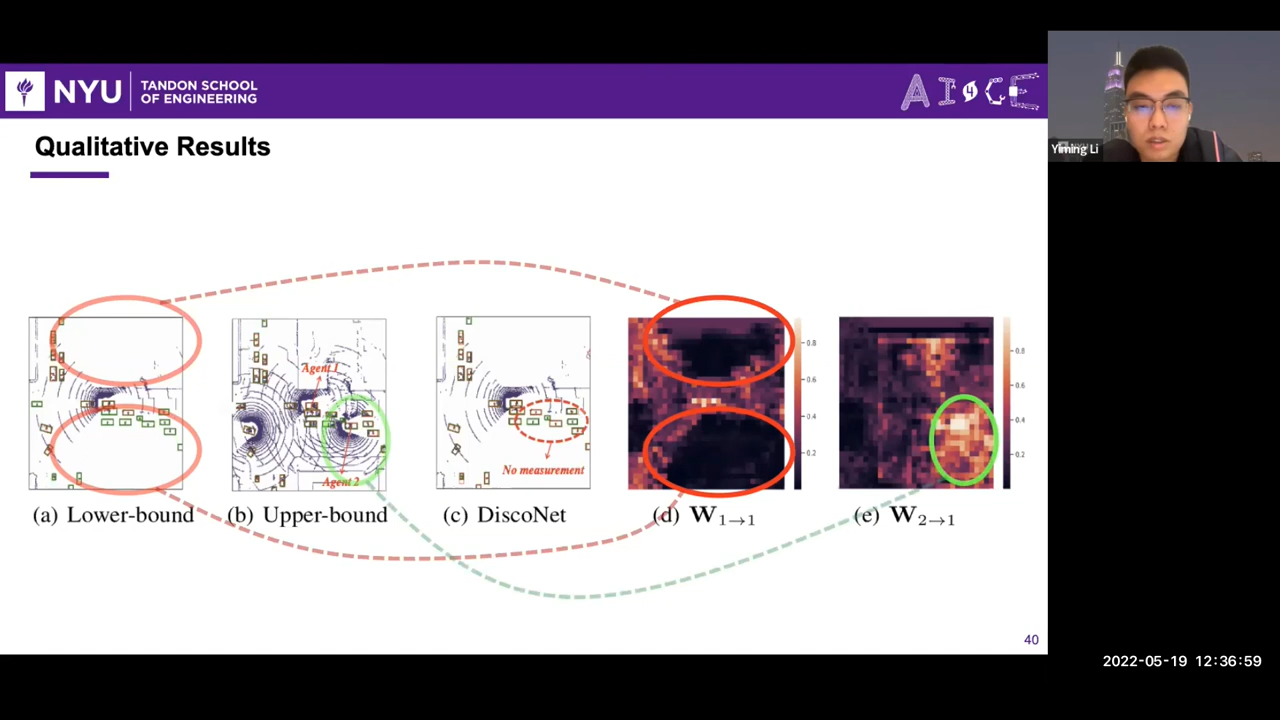 NYU
TANDON SCHOOL
OF ENGINEERING
AI4CE
Yiming Li
Qualitative Results
Agent 1
Agent 2
No measurement
0.8
0.6
0.4
0.2
0.8
0.6
0.4
0.2
(a) Lower-bound
(b) Upper-bound
(c) DiscoNet
(d) W1→1
(e) W2→1
40
2022-05-19 12:36:59